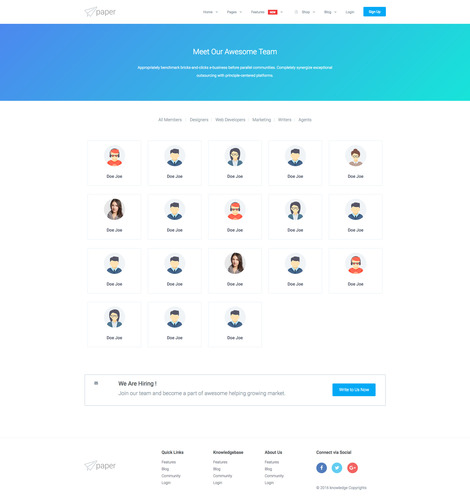 paper
Home Pages Features NEW Shop Blog Login Sign Up
Meet Our Awesome Team
Appropriately benchmark bricks-and-clicks e-business before parallel communities. Completely synergize exceptional
outsourcing with principle-centered platforms.
All Members Designers Web Developers Marketing Writers Agents
Doe Joe Doe Joe Doe Joe Doe Joe Doe Joe
Doe Joe Doe Joe Doe Joe Doe Joe Doe Joe
Doe Joe Doe Joe Doe Joe Doe Joe Doe Joe
Doe Joe Doe Joe Doe Joe
We Are Hiring !
Join our team and become a part of awesome helping growing market.
Write to Us Now
paper
Quick Links
Features
Blog
Community
Login
Knowledgebase
Features
Blog
Community
Login
About Us
Features
Blog
Community
Login
Connect via Social
© 2015 knowledge Copyrights